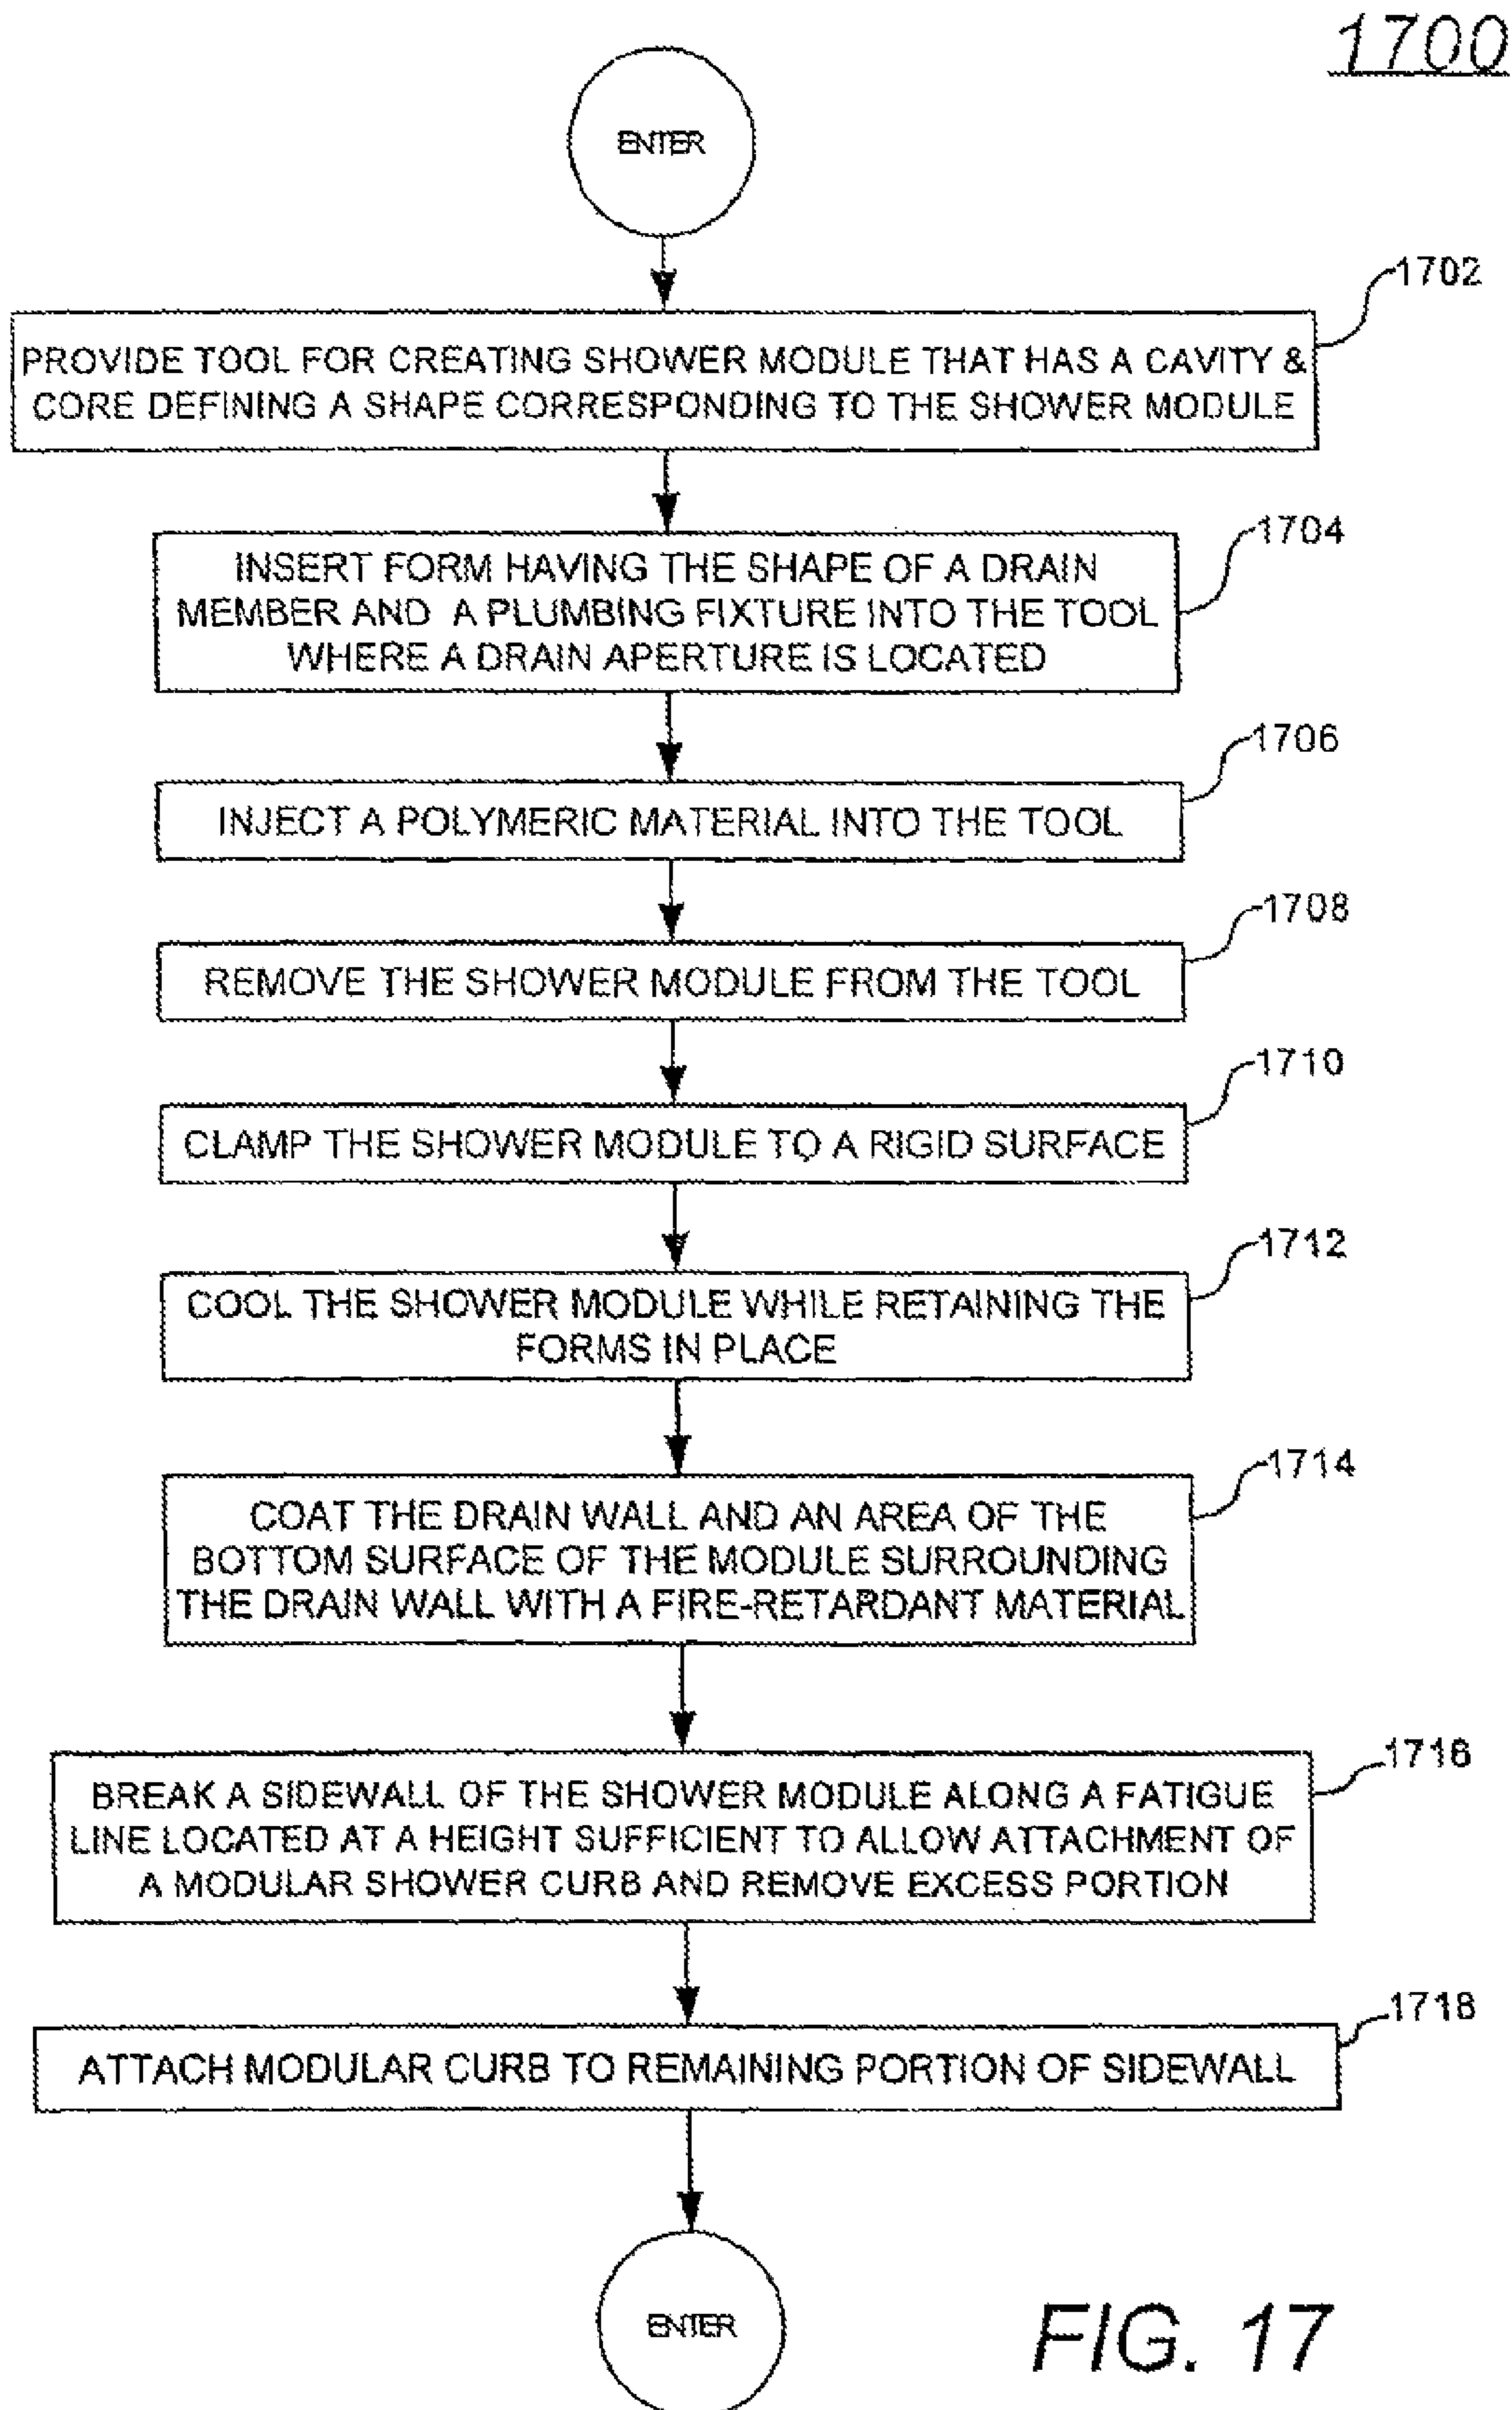 1700
ENTER
1702
PROVIDE TOOL FOR CREATING SHOWER MODULE THAT HAS A CAVITY &
CORE DEFINING A SHAPE CORRESPONDING TO THE SHOWER MODULE
1704
INSERT FORM HAVING THE SHAPE OF A DRAIN
MEMBER AND A PLUMBING FIXTURE INTO THE TOOL
WHERE A DRAIN APERTURE IS LOCATED
1706
INJECT A POLYMERIC MATERIAL INTO THE TOOL
1708
REMOVE THE SHOWER MODULE FROM THE TOOL
1710
CLAMP THE SHOWER MODULE TO A RIGID SURFACE
1712
COOL THE SHOWER MODULE WHILE RETAINING THE
FORMS IN PLACE
1714
COAT THE DRAIN WALL AND AN AREA OF THE
BOTTOM SURFACE OF THE MODULE SURROUNDING
THE DRAIN WALL WITH A FIRE-RETARDANT MATERIAL
1716
BREAK A SIDEWALL OF THE SHOWER MODULE ALONG A FATIGUE
LINE LOCATED AT A HEIGHT SUFFICIENT TO ALLOW ATTACHMENT OF
A MODULAR SHOWER CURB AND REMOVE EXCESS PORTION
1718
ATTACH MODULAR CURB TO REMAINING PORTION OF SIDEWALL
ENTER
FIG. 17